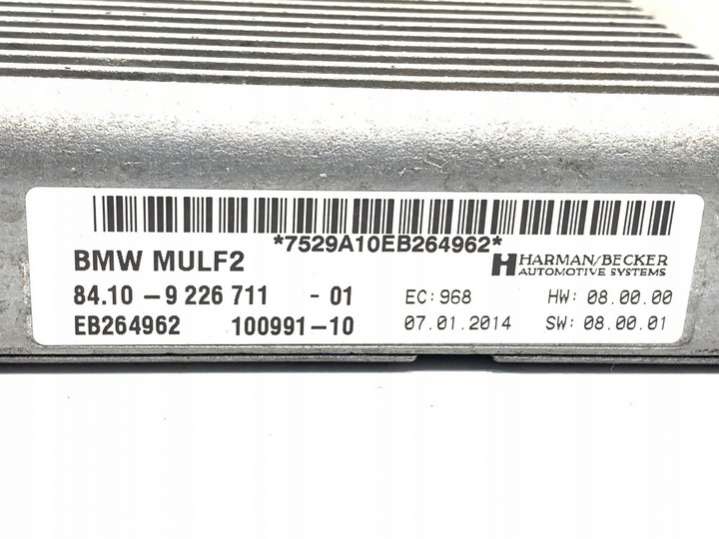 *7529A10EB264962*
BMW MULF2
HARMAN/BECKER
AUTOMOTIVE SYSTEMS
84.10 - 9 226 711 - 01 EC: 968 HW: 08.00.00
EB264962 100991-10 07.01.2014 SW: 08.00.01